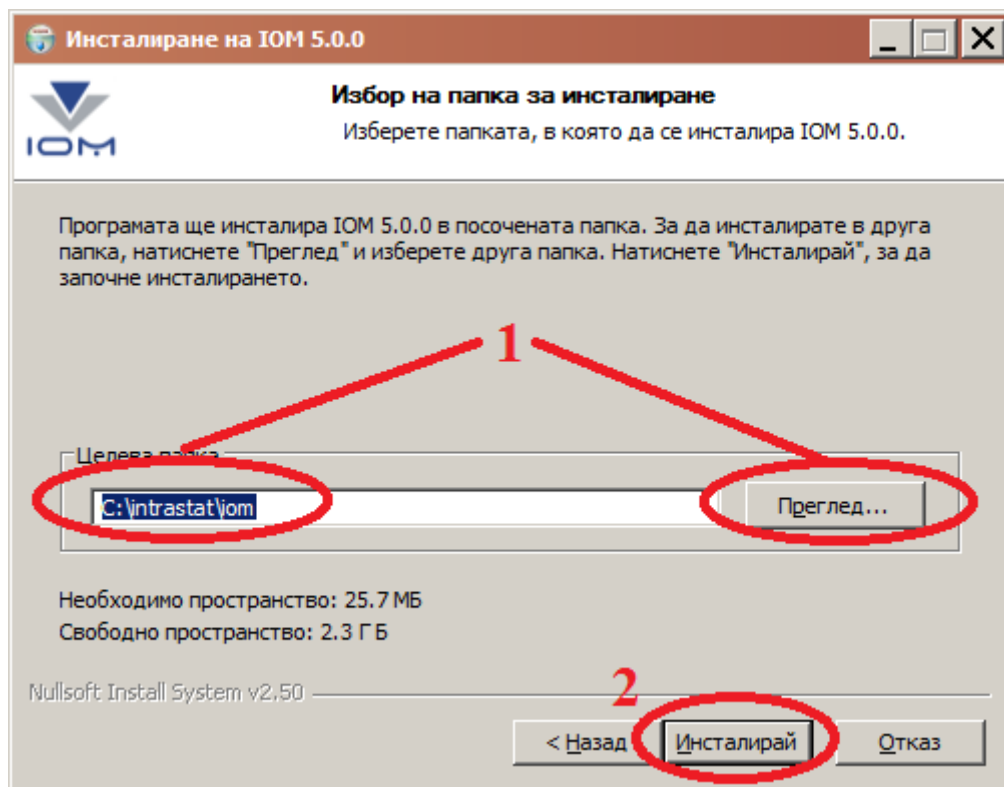 Инсталиране на IOM 5.0.0
IOM
Избор на папка за инсталиране
Изберете папката, в която да се инсталира IOM 5.0.0.
Програмата ще инсталира IOM 5.0.0 в посочената папка. За да инсталирате в друга
папка, натиснете "Преглед" и изберете друга папка. Натиснете "Инсталирай", за да
започне инсталирането.
1
Целева папка
C:\intrastat\iom
Преглед...
Необходимо пространство: 25.7 МБ
Свободно пространство: 2.3 ГБ
Nullsoft Install System v2.50
2
< Назад
Инсталирай
Отказ